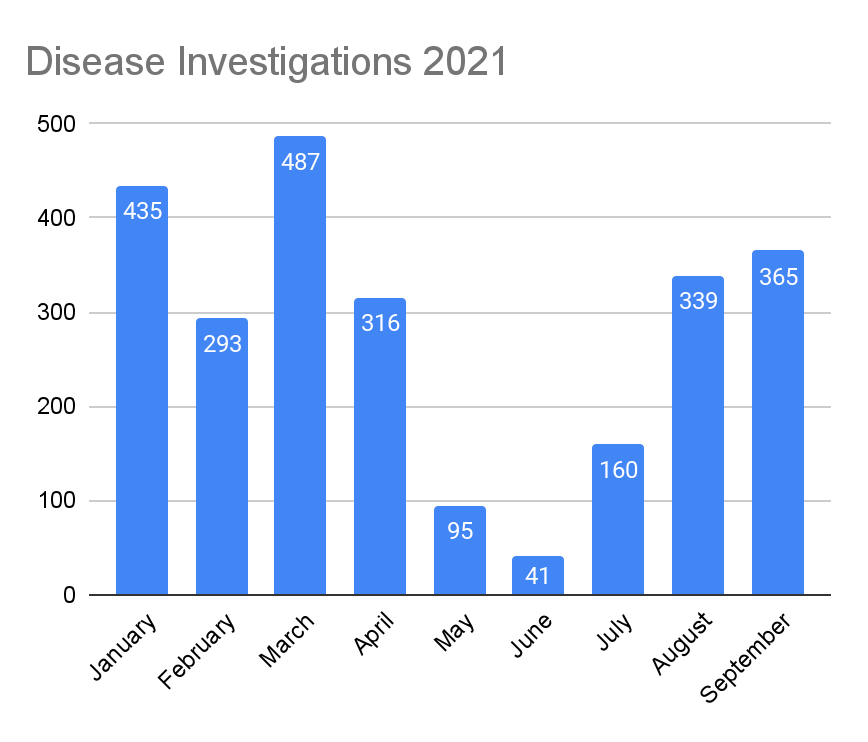 Disease Investigations 2021
500
400
300
200
100
0
435
293
487
316
95
41
160
339
365
January
February
March
April
May
June
July
August
September